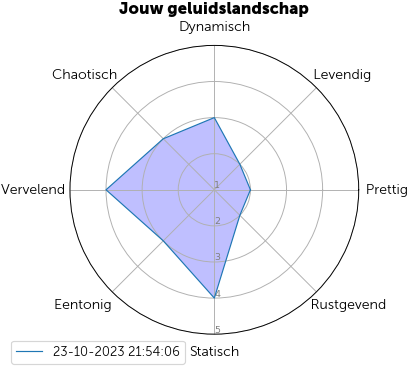 Jouw geluidslandschap
Dynamisch
Chaotisch
Levendig
Vervelend
1
Prettig
2
3
4
Eentonig
Rustgevend
5
23-10-2023 21:54:06
Statisch